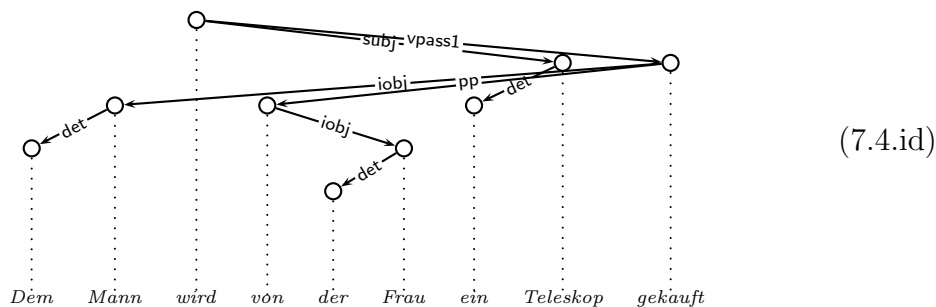 subj vpass1
iobj pp det
det iobj
det
(7.4.id)
Dem Mann wird von der Frau ein Teleskop gekauft